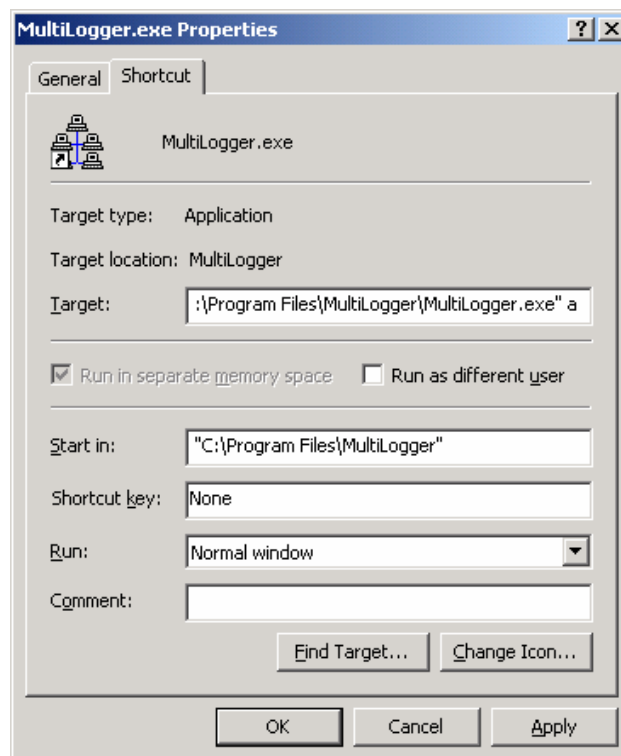 MultiLogger.exe Properties
General Shortcut
MultiLogger.exe
Target type: Application
Target location: MultiLogger
Target: :\Program Files\MultiLogger\MultiLogger.exe" a
Run in separate memory space Run as different user
Start in: "C:\Program Files\MultiLogger"
Shortcut key: None
Run: Normal window
Comment:
Find Target... Change Icon...
OK Cancel Apply